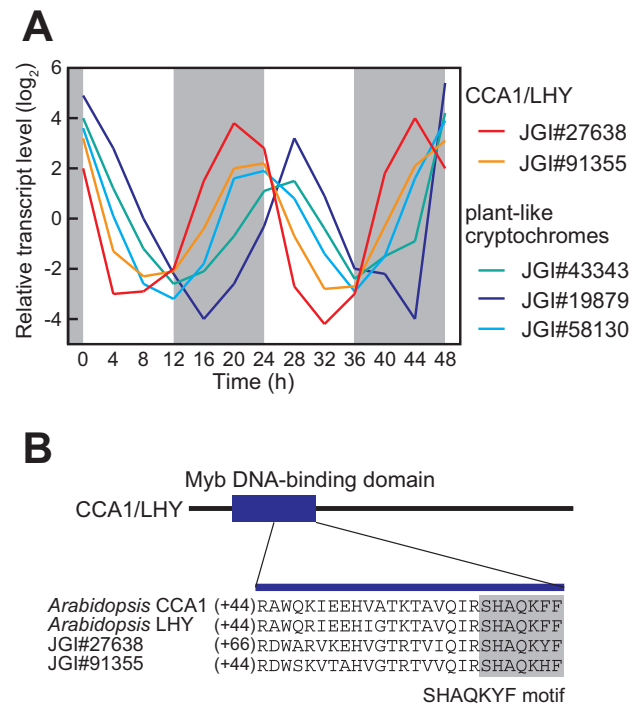 A
Relative transcript level (log2)
6
4
2
0
-2
-4
0 4 8 12 16 20 24 28 32 36 40 44 48
Time (h)
CCA1/LHY
JGI#27638
JGI#91355
plant-like
cryptochromes
JGI#43343
JGI#19879
JGI#58130
B
Myb DNA-binding domain
CCA1/LHY
Arabidopsis CCA1 (+44) RAWQKIEEHVATKTAVQIRSHAQKFF
Arabidopsis LHY (+44) RAWQRIEEHIGTKTAVQIRSHAQKFF
JGI#27638 (+66) RDWARVKEHVGTRTVVQIRSHAQKYF
JGI#91355 (+44) RDWSKVTAHVGTRTVTQIRSHAQKHF
SHAQKYF motif